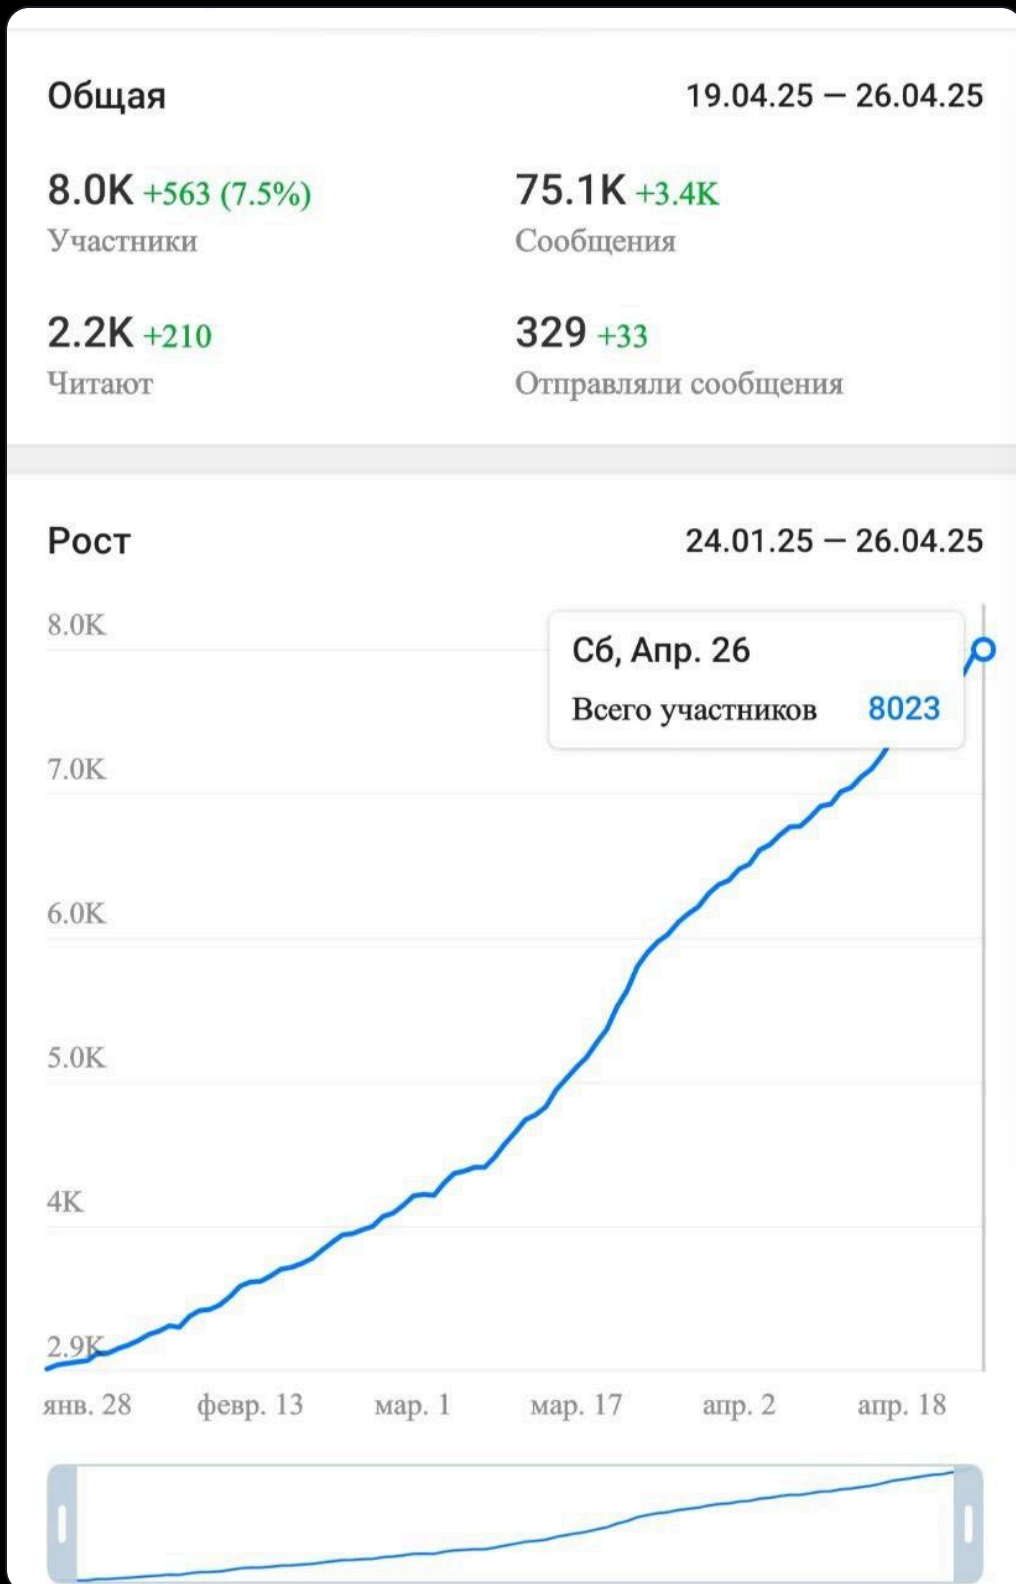 Общая 19.04.25 — 26.04.25
8.0K +563 (7.5%) 75.1K +3.4K
Участники Сообщения
2.2K +210 329 +33
Читают Отправляли сообщения
Рост 24.01.25 — 26.04.25
8.0K
Сб, Апр. 26
Всего участников 8023
7.0K
6.0K
5.0K
4K
2.9K
янв. 28 февр. 13 мар. 1 мар. 17 апр. 2 апр. 18